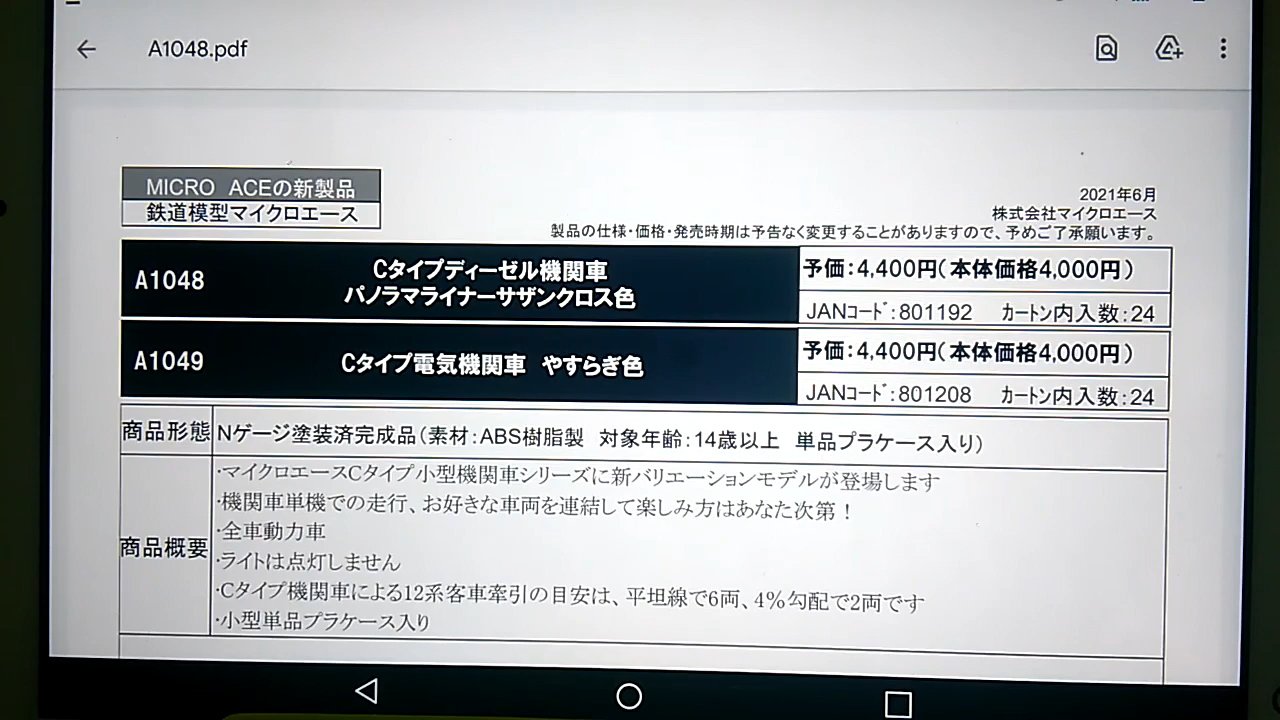 A1048.pdf
MICRO ACEの新製品
鉄道模型マイクロエース
2021年6月
株式会社マイクロエース
製品の仕様・価格・発売時期は予告なく変更することがありますので、予めご了承願います。
A1048
Cタイプディーゼル機関車
パノラマライナーサザンクロス色
予価:4,400円(本体価格4,000円)
JANコード:801192 カートン内入数:24
A1049
Cタイプ電気機関車 やすらぎ色
予価:4,400円(本体価格4,000円)
JANコード:801208 カートン内入数:24
商品形態
Nゲージ塗装済完成品(素材:ABS樹脂製 対象年齢:14歳以上 単品プラケース入り)
商品概要
・マイクロエースCタイプ小型機関車シリーズに新バリエーションモデルが登場します
・機関車単機での走行、お好きな車両を連結して楽しみ方はあなた次第！
・全車動力車
・ライトは点灯しません
・Cタイプ機関車による12系客車牽引の目安は、平坦線で6両、4%勾配で2両です
・小型単品プラケース入り